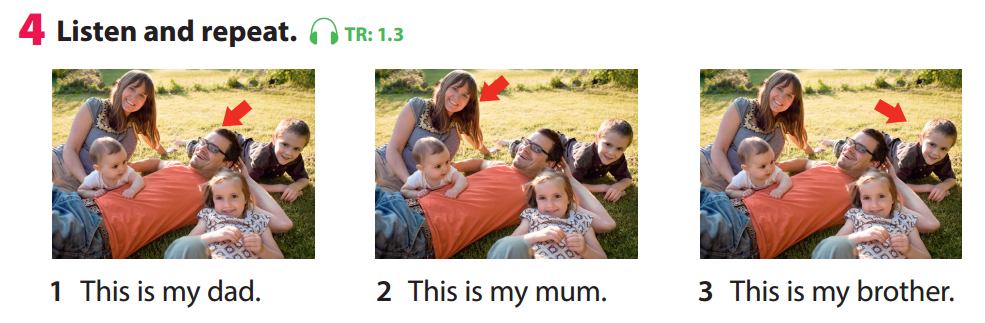 4 Listen and repeat. TR: 1.3
1 This is my dad.
2 This is my mum.
3 This is my brother.